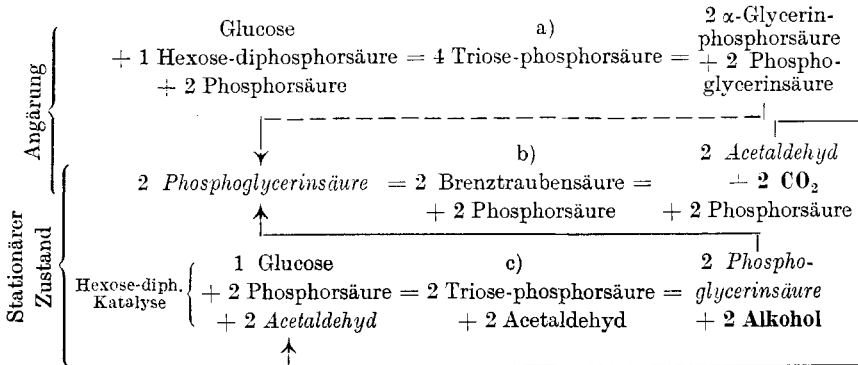 Glucose a) 2 α-Glycerin-
phosphorsäure
+ 1 Hexose-diphosphorsäure = 4 Triose-phosphorsäure = + 2 Phospho-
+ 2 Phosphorsäure glycerinsäure
Angärung
b) 2 Acetaldehyd
2 Phosphoglycerinsäure = 2 Brenztraubensäure = + 2 CO₂
+ 2 Phosphorsäure + 2 Phosphorsäure
Stationärer
Zustand
1 Glucose c) 2 Phospho-
Hexose-diph.
Katalyse
+ 2 Phosphorsäure = 2 Triose-phosphorsäure = glycerinsäure
+ 2 Acetaldehyd + 2 Acetaldehyd + 2 Alkohol